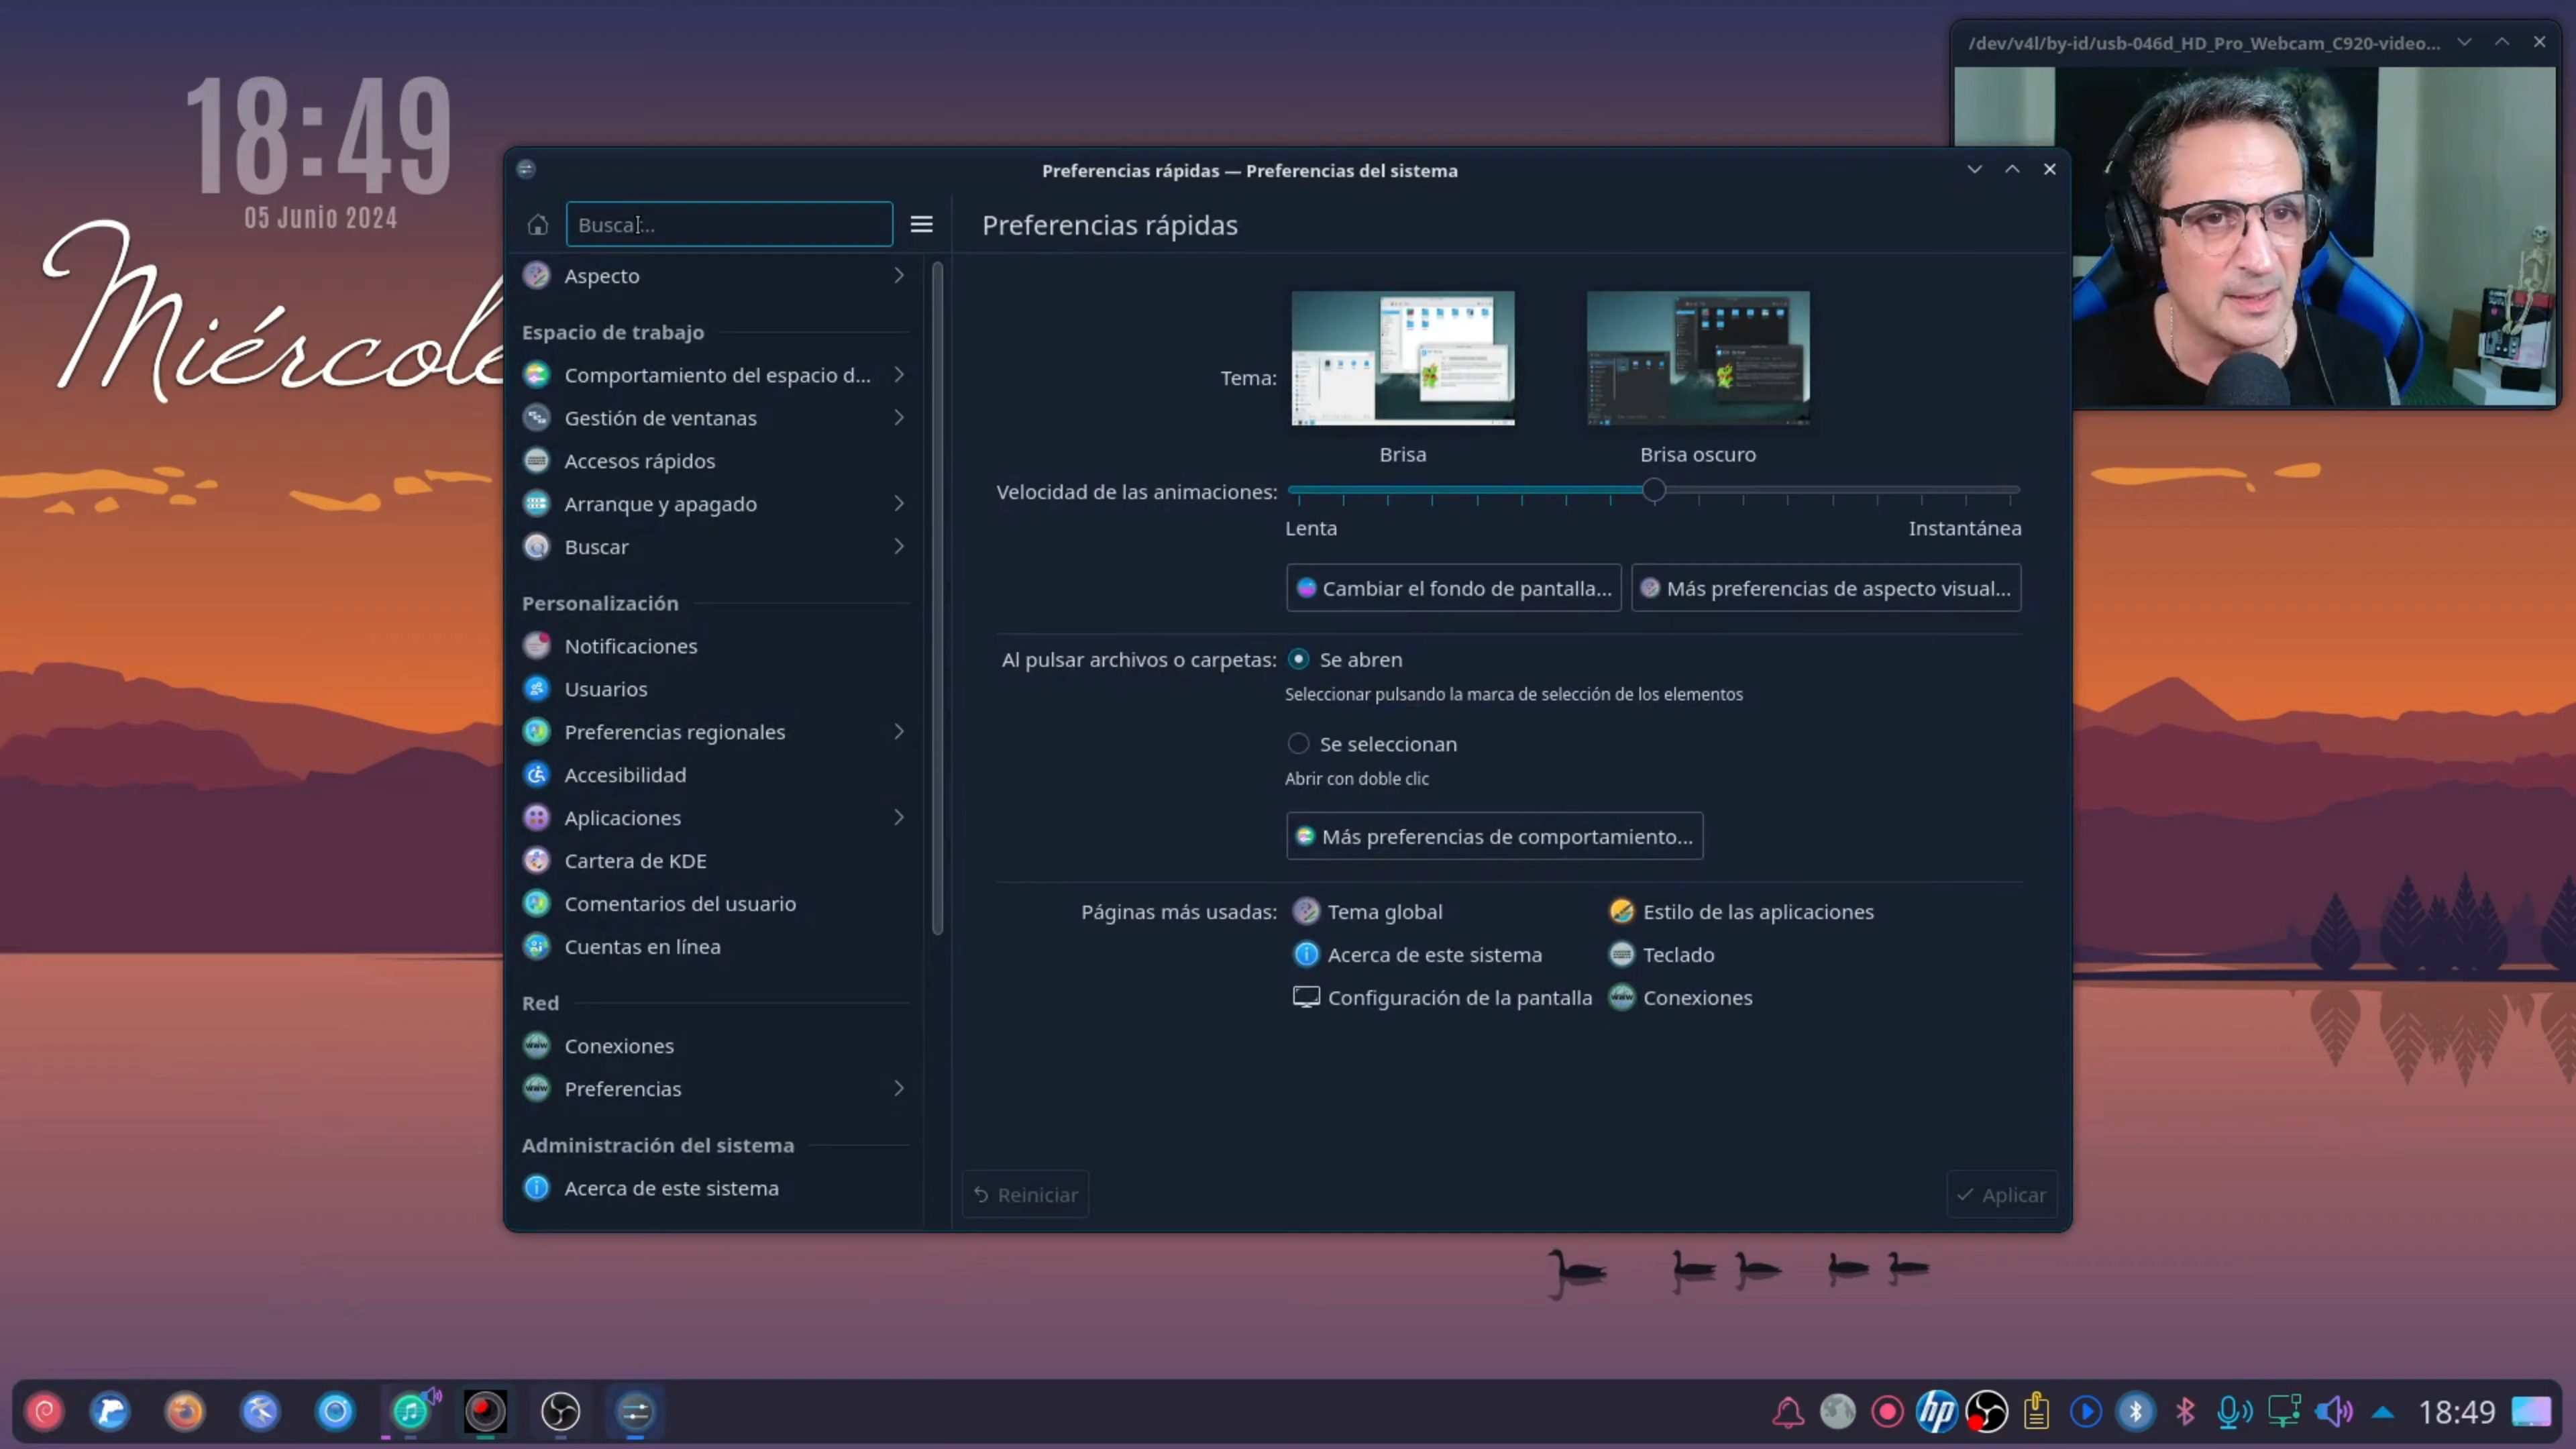 /dev/v4l/by-id/usb-046d_HD_Pro_Webcam_C920-video...
18:49
05 Junio 2024
Preferencias rápidas — Preferencias del sistema
Buscar...
Preferencias rápidas
Aspecto
Espacio de trabajo
Comportamiento del espacio d...
Gestión de ventanas
Accesos rápidos
Arranque y apagado
Buscar
Personalización
Notificaciones
Usuarios
Preferencias regionales
Accesibilidad
Aplicaciones
Cartera de KDE
Comentarios del usuario
Cuentas en línea
Red
Conexiones
Preferencias
Administración del sistema
Acerca de este sistema
Tema:
Brisa
Brisa oscuro
Velocidad de las animaciones:
Lenta
Instantánea
Cambiar el fondo de pantalla...
Más preferencias de aspecto visual...
Al pulsar archivos o carpetas:
Se abren
Seleccionar pulsando la marca de selección de los elementos
Se seleccionan
Abrir con doble clic
Más preferencias de comportamiento...
Páginas más usadas:
Tema global
Estilo de las aplicaciones
Acerca de este sistema
Teclado
Configuración de la pantalla
Conexiones
Reiniciar
Aplicar
Miércole
hp
18:49